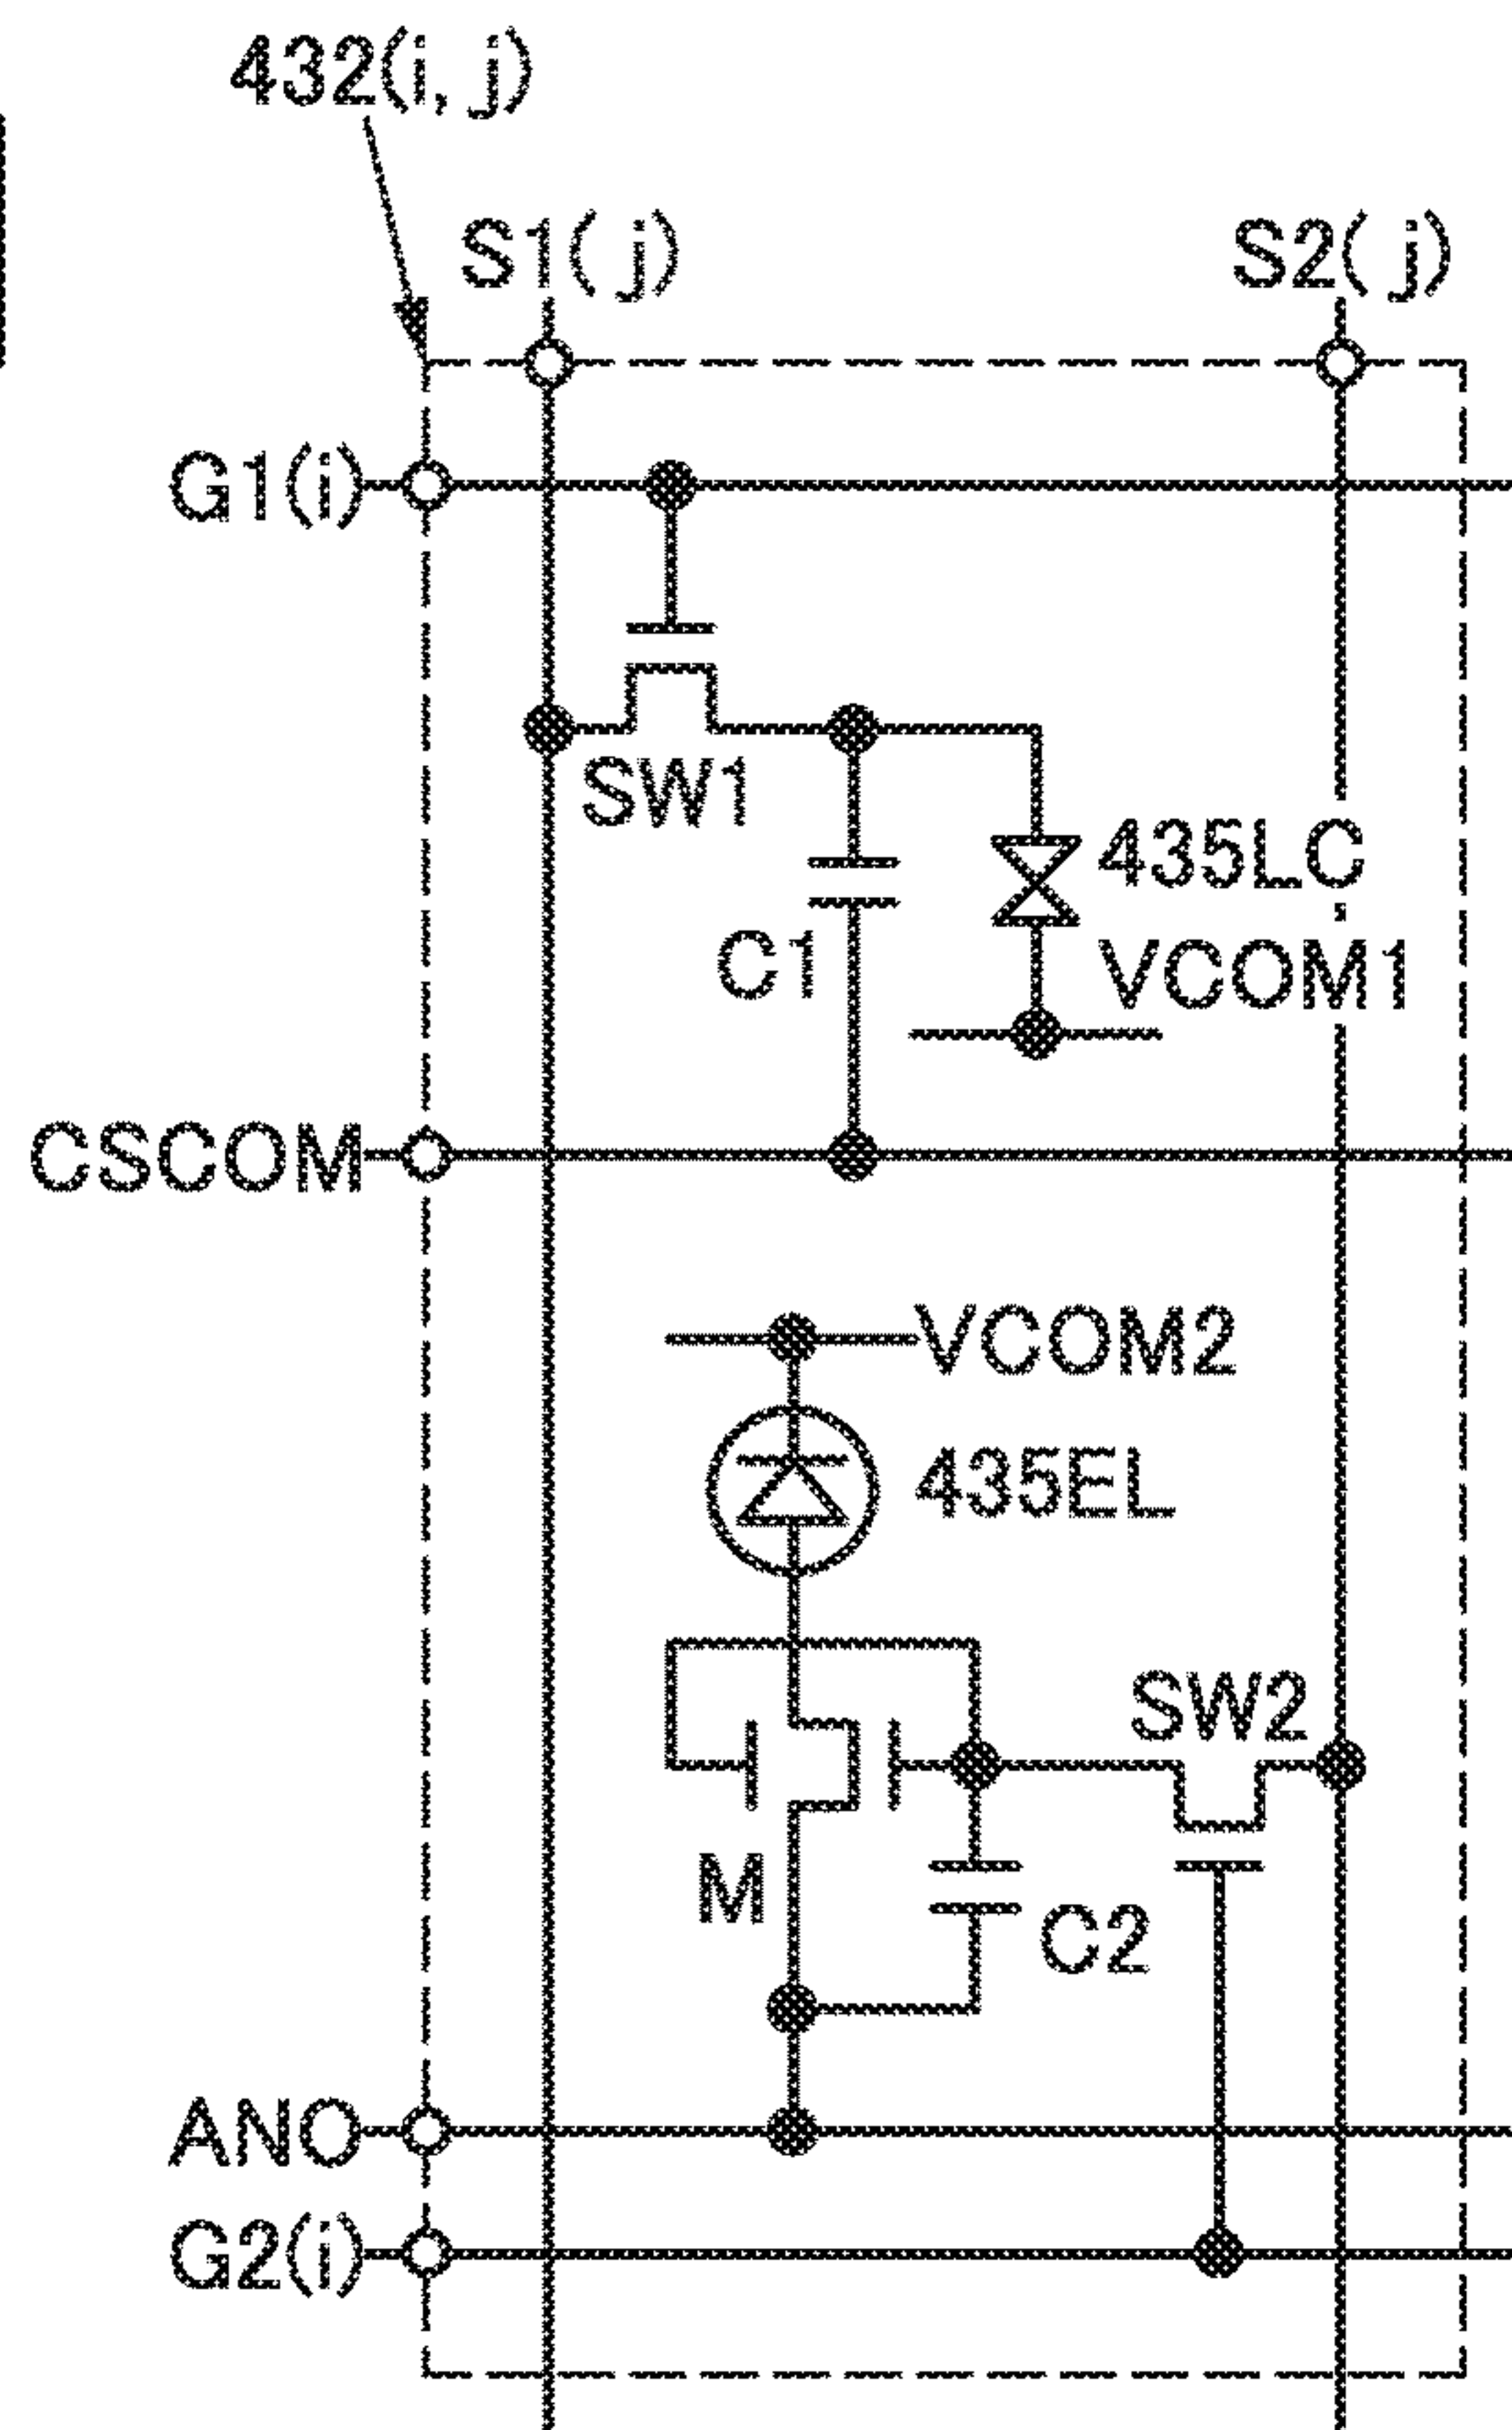 432(i, j)
S1( j)
S2( j)
G1(i)
SW1
435LC
C1
VCOM1
CSCOM
VCOM2
435EL
SW2
M
C2
ANO
G2(i)